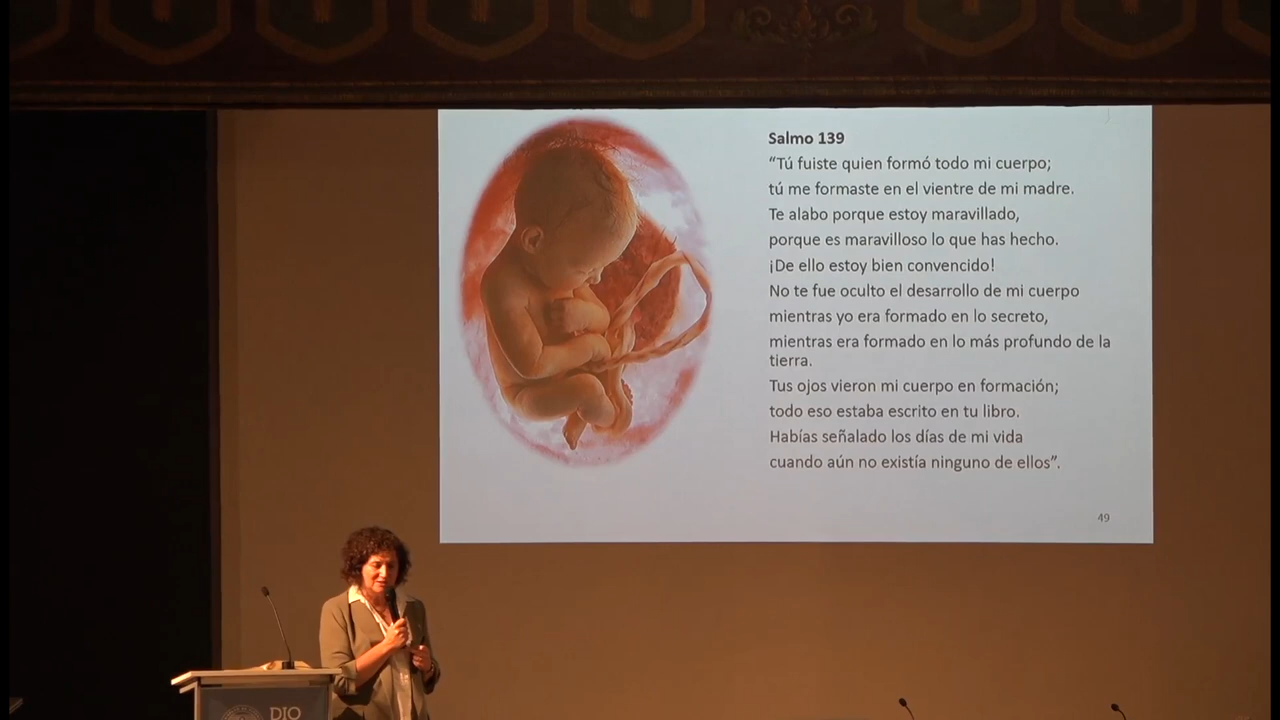 Salmo 139
“Tú fuiste quien formó todo mi cuerpo;
tú me formaste en el vientre de mi madre.
Te alabo porque estoy maravillado,
porque es maravilloso lo que has hecho.
¡De ello estoy bien convencido!
No te fue oculto el desarrollo de mi cuerpo
mientras yo era formado en lo secreto,
mientras era formado en lo más profundo de la
tierra.
Tus ojos vieron mi cuerpo en formación;
todo eso estaba escrito en tu libro.
Habías señalado los días de mi vida
cuando aún no existía ninguno de ellos”.
49
DIO